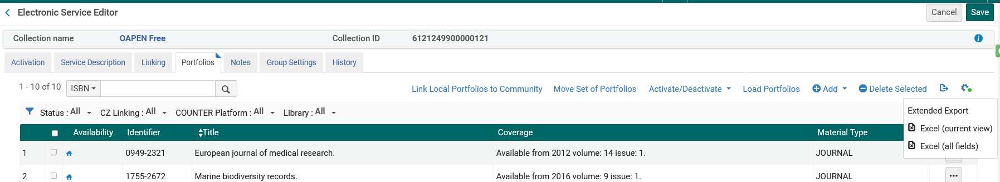 Electronic Service Editor
Cancel Save
Collection name OAPEN Free Collection ID 6121249900000121
Activation Service Description Linking Portfolios Notes Group Settings History
1 - 10 of 10 ISBN Link Local Portfolios to Community Move Set of Portfolios Activate/Deactivate Load Portfolios Add Delete Selected
Extended Export
Excel (current view)
Excel (all fields)
Status : All CZ Linking : All COUNTER Platform : All Library : All
Availability Identifier Title Coverage Material Type
1 0949-2321 European journal of medical research. Available from 2012 volume: 14 issue: 1. JOURNAL
2 1755-2672 Marine biodiversity records. Available from 2016 volume: 9 issue: 1. JOURNAL